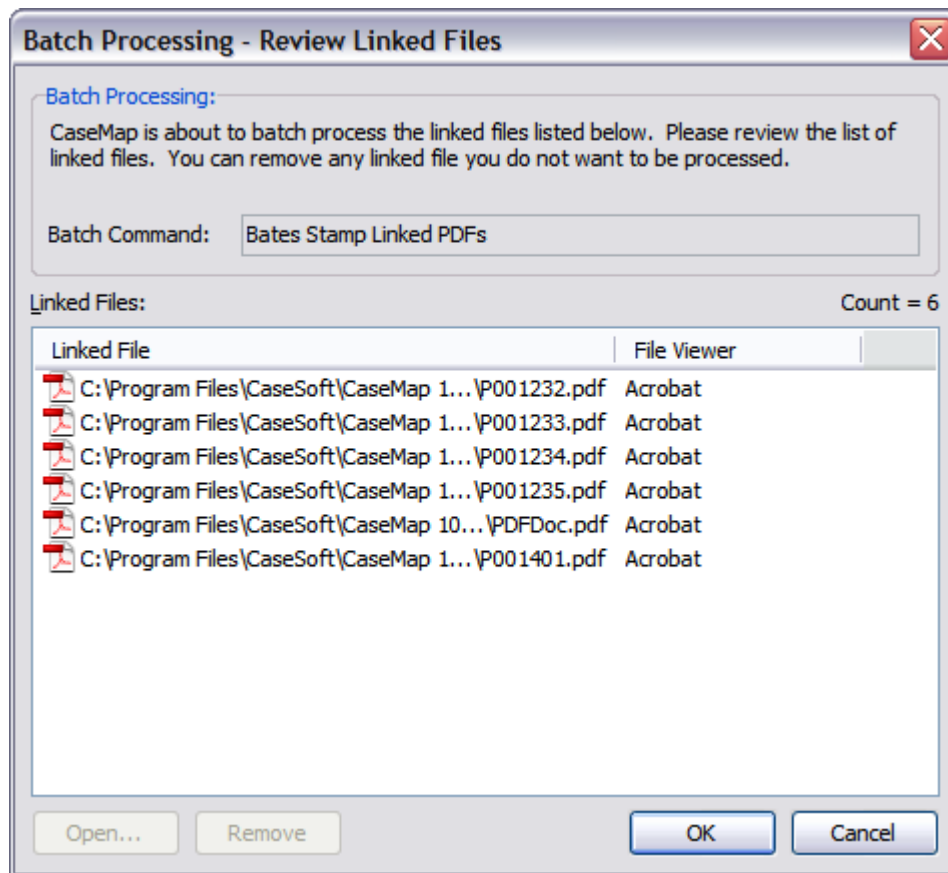 Batch Processing - Review Linked Files
Batch Processing:
CaseMap is about to batch process the linked files listed below.  Please review the list of
linked files.  You can remove any linked file you do not want to be processed.
Batch Command: Bates Stamp Linked PDFs
Linked Files: Count = 6
Linked File File Viewer
C:\Program Files\CaseSoft\CaseMap 1...\P001232.pdf Acrobat
C:\Program Files\CaseSoft\CaseMap 1...\P001233.pdf Acrobat
C:\Program Files\CaseSoft\CaseMap 1...\P001234.pdf Acrobat
C:\Program Files\CaseSoft\CaseMap 1...\P001235.pdf Acrobat
C:\Program Files\CaseSoft\CaseMap 10...\PDFDoc.pdf Acrobat
C:\Program Files\CaseSoft\CaseMap 1...\P001401.pdf Acrobat
Open... Remove OK Cancel